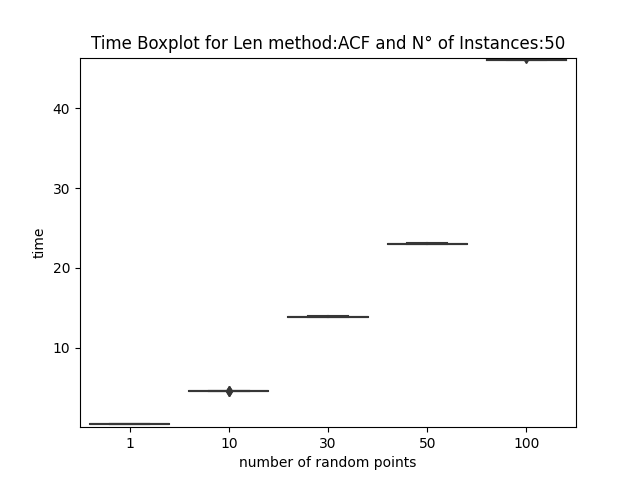 Time Boxplot for Len method:ACF and N° of Instances:50
40
30
20
10
time
1 10 30 50 100
number of random points